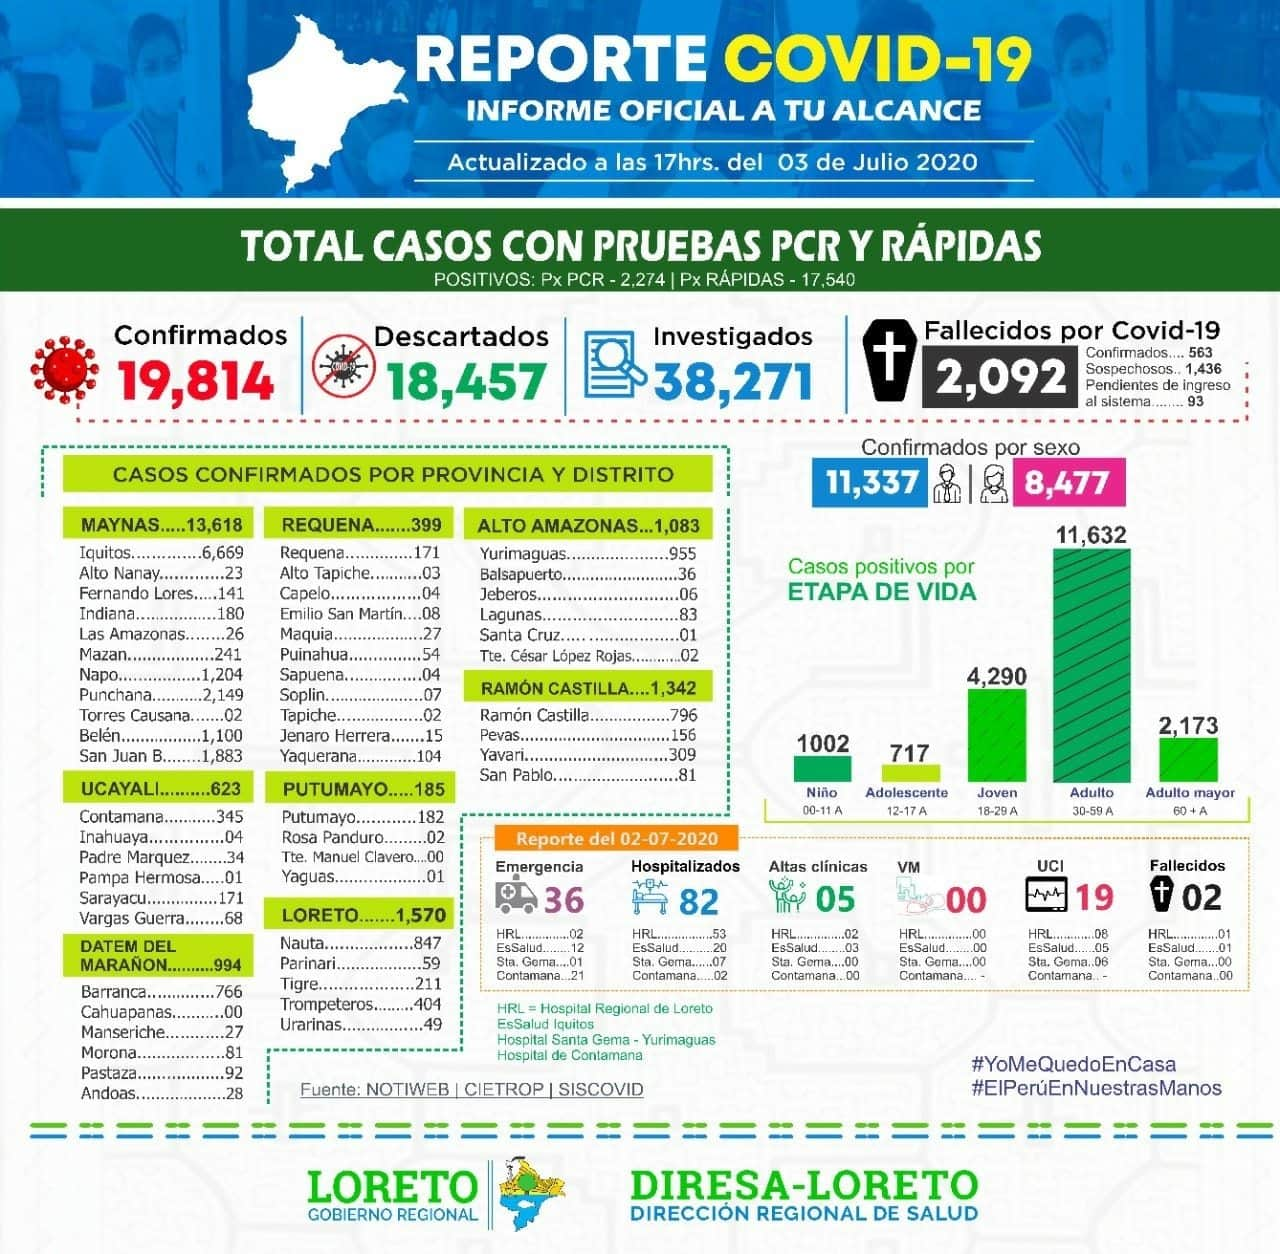 REPORTE COVID-19
INFORME OFICIAL A TU ALCANCE
Actualizado a las 17hrs. del 03 de Julio 2020
TOTAL CASOS CON PRUEBAS PCR Y RÁPIDAS
POSITIVOS: Px PCR - 2,274 | Px RÁPIDAS - 17,540
Confirmados
19,814
Descartados
18,457
COVID-19
Investigados
38,271
Fallecidos por Covid-19
2,092
Confirmados.... 563
Sospechosos.. 1,436
Pendientes de ingreso
al sistema........ 93
CASOS CONFIRMADOS POR PROVINCIA Y DISTRITO
MAYNAS.....13,618
Iquitos............6,669
Alto Nanay.............23
Fernando Lores....141
Indiana................180
Las Amazonas........26
Mazan.................241
Napo.................1,204
Punchana.........2,149
Torres Causana......02
Belén................1,100
San Juan B.......1,883
UCAYALI..........623
Contamana..........345
Inahuaya..............04
Padre Marquez.....34
Pampa Hermosa...01
Sarayacu.............171
Vargas Guerra......68
DATEM DEL
MARAÑON..........994
Barranca.............766
Cahuapanas.........00
Manseriche..........27
Morona................81
Pastaza................92
Andoas................28
REQUENA.......399
Requena............171
Alto Tapiche.........03
Capelo.................04
Emilio San Martín...08
Maquia................27
Puinahua.............54
Sapuena..............04
Soplin..................07
Tapiche................02
Jenaro Herrera.....15
Yaquerana..........104
PUTUMAYO.....185
Putumayo...........182
Rosa Panduro.......02
Tte. Manuel Clavero...00
Yaguas.................01
LORETO.......1,570
Nauta.................847
Parinari................59
Tigre..................211
Trompeteros.......404
Urarinas..............49
ALTO AMAZONAS...1,083
Yurimaguas...................955
Balsapuerto...................36
Jeberos.........................06
Lagunas........................83
Santa Cruz.... ...............01
Tte. César López Rojas..........02
RAMÓN CASTILLA....1,342
Ramón Castilla.............796
Pevas.........................156
Yavari.........................309
San Pablo.....................81
Confirmados por sexo
11,337
8,477
Casos positivos por
ETAPA DE VIDA
1002
717
4,290
11,632
2,173
Niño
Adolescente
Joven
Adulto
Adulto mayor
00-11 A
12-17 A
18-29 A
30-59 A
60 + A
Reporte del 02-07-2020
Emergencia
36
HRL............02
EsSalud.......12
Sta. Gema....01
Contamana...21
Hospitalizados
82
HRL............53
EsSalud.......20
Sta. Gema....07
Contamana...02
Altas clínicas
05
HRL............02
EsSalud.......03
Sta. Gema....00
Contamana...00
VM
00
HRL............00
EsSalud.......00
Sta. Gema....00
Contamana.... -
UCI
19
HRL............08
EsSalud.......05
Sta. Gema....06
Contamana.. -
Fallecidos
02
HRL............01
EsSalud.......01
Sta. Gema....00
Contamana..00
HRL = Hospital Regional de Loreto
EsSalud Iquitos
Hospital Santa Gema - Yurimaguas
Hospital de Contamana
Fuente: NOTIWEB | CIETROP | SISCOVID
#YoMeQuedoEnCasa
#ElPerúEnNuestrasManos
LORETO
GOBIERNO REGIONAL
DIRESA-LORETO
DIRECCIÓN REGIONAL DE SALUD